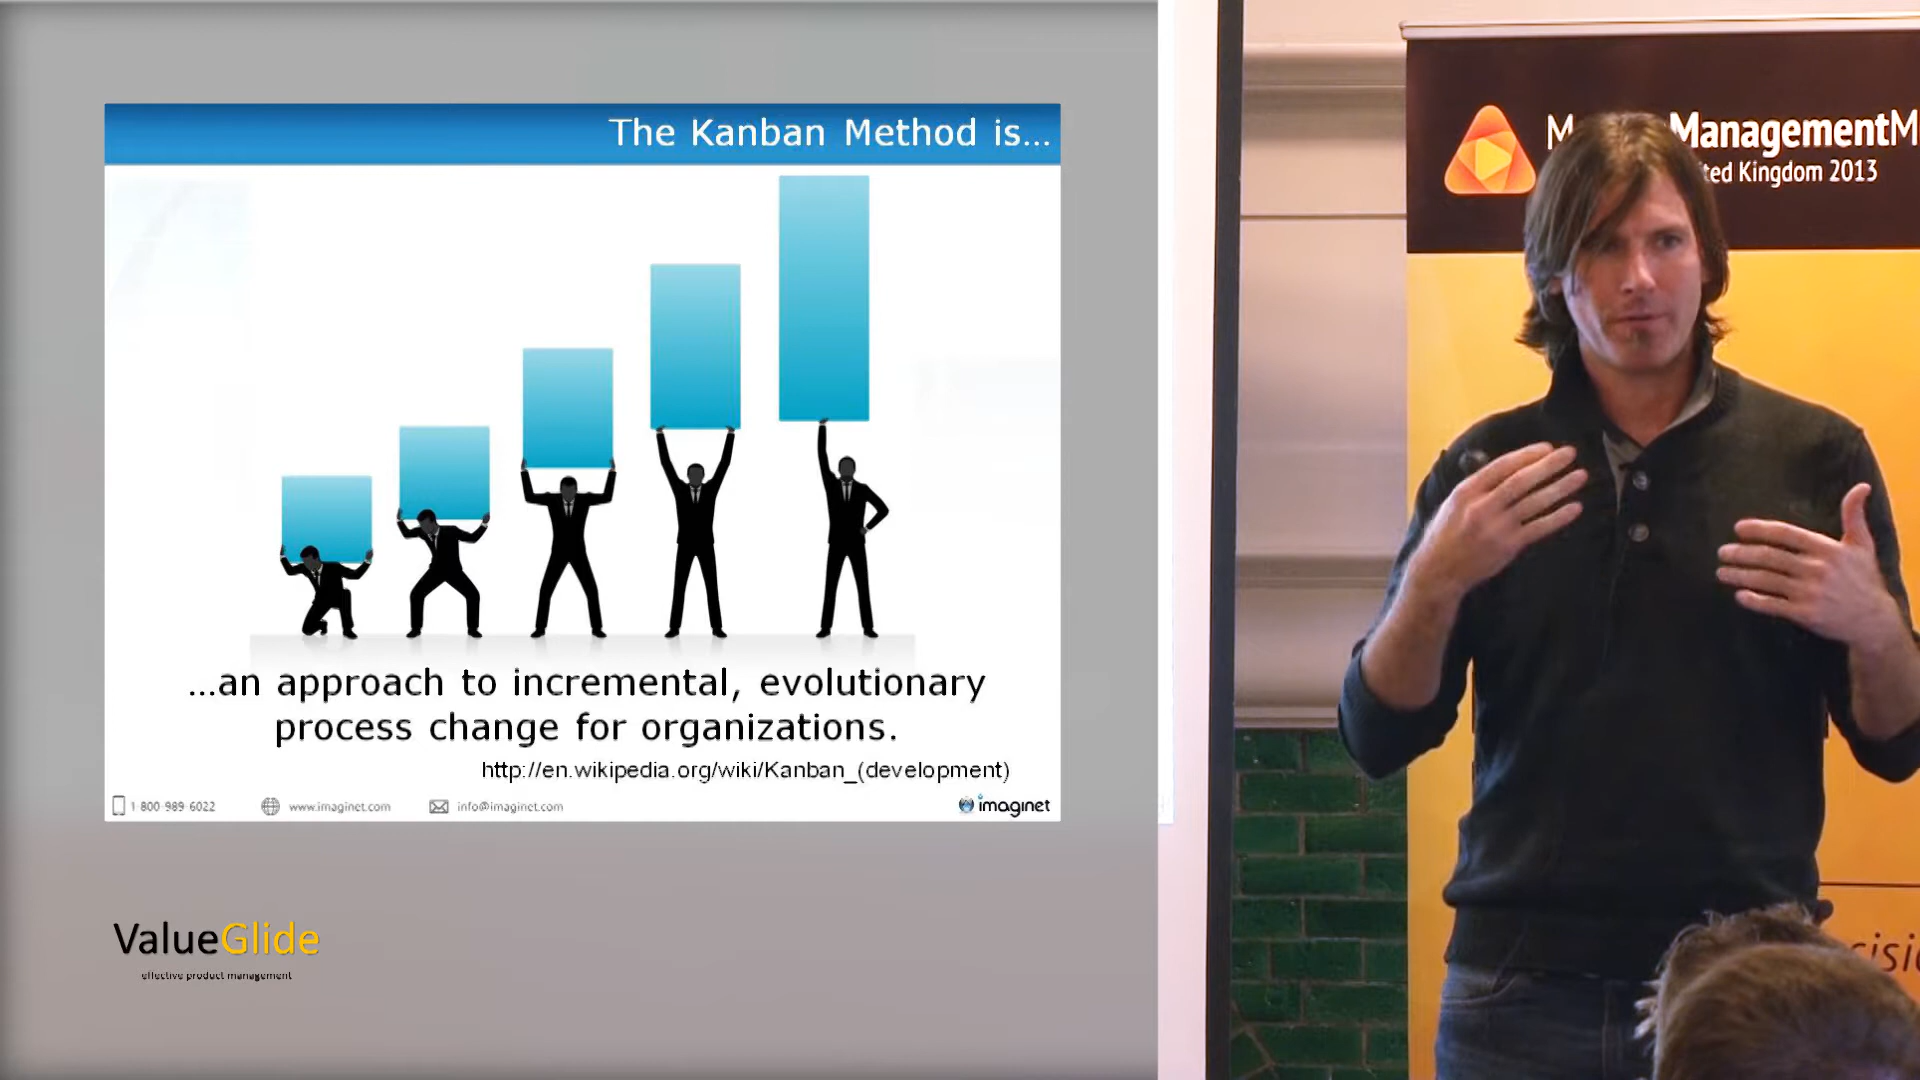 The Kanban Method is...
...an approach to incremental, evolutionary
process change for organizations.
http://en.wikipedia.org/wiki/Kanban_(development)
1-800-989-6022
www.imaginet.com
info@imaginet.com
imaginet
ValueGlide
effective product management
ManagementM
ted Kingdom 2013